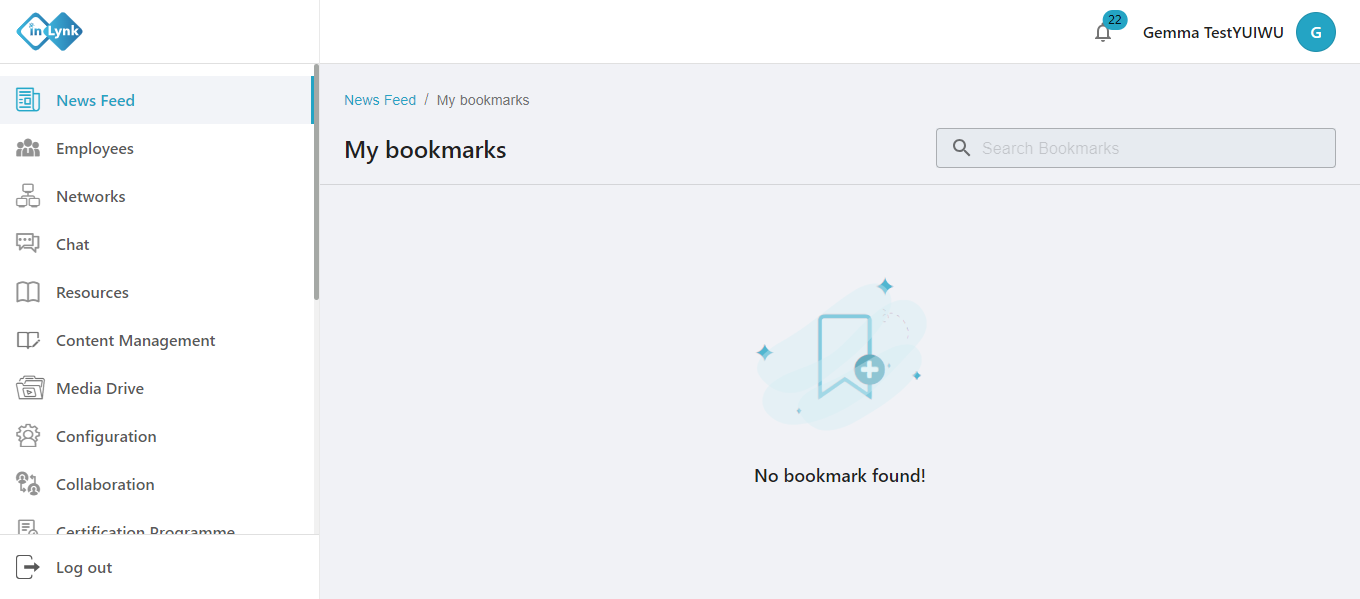 inLynk
22
Gemma TestYUIWU
G
News Feed
Employees
Networks
Chat
Resources
Content Management
Media Drive
Configuration
Collaboration
Certification Programme
Log out
News Feed / My bookmarks
My bookmarks
Search Bookmarks
No bookmark found!